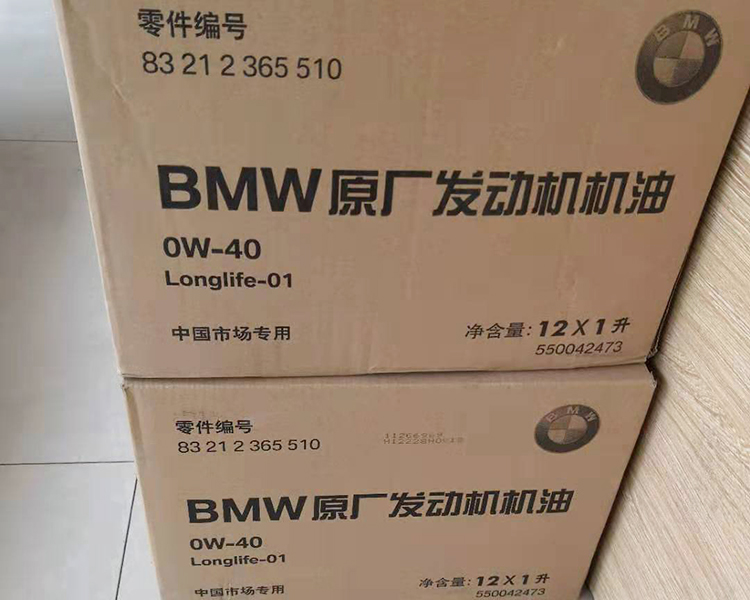 零件编号
83 21 2 365 510
BMW
BMW原厂发动机机油
0W-40
Longlife-01
中国市场专用
净含量: 12X1升
550042473
零件编号
83 21 2 365 510
BMW
BMW原厂发动机机油
0W-40
Longlife-01
中国市场专用
净含量: 12X1升
550042473